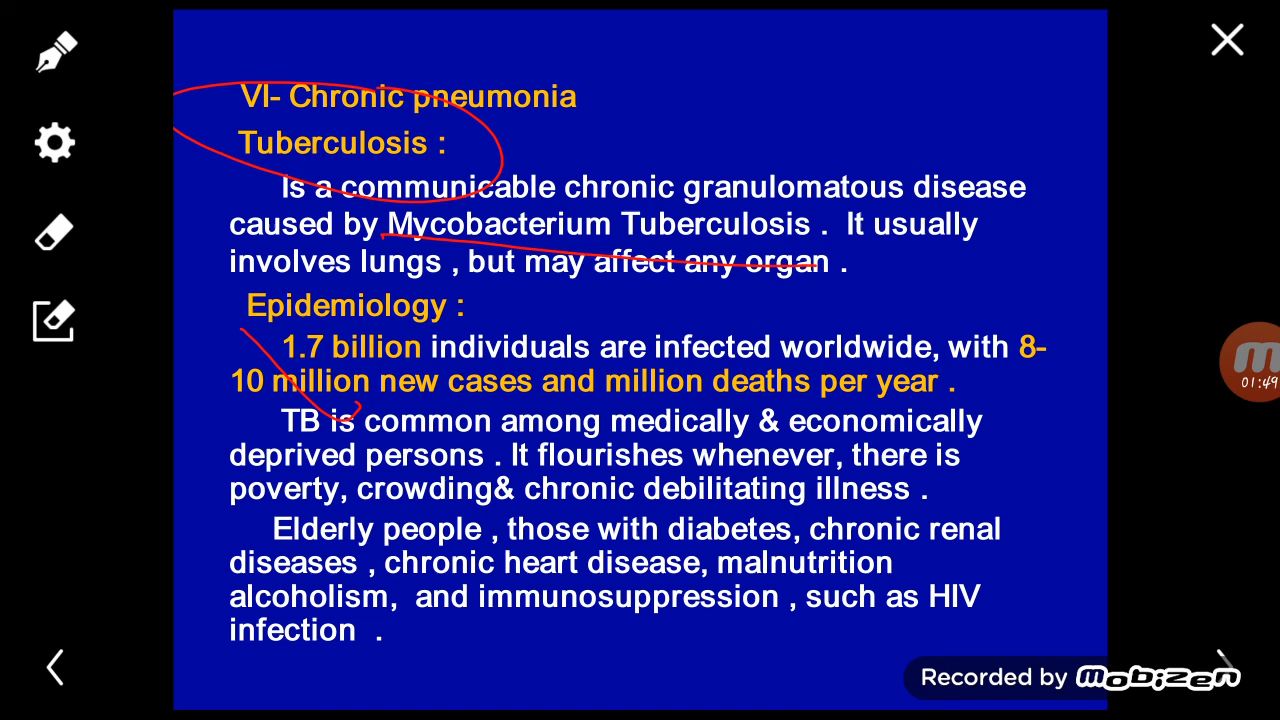 VI- Chronic pneumonia
Tuberculosis :
Is a communicable chronic granulomatous disease
caused by Mycobacterium Tuberculosis . It usually
involves lungs , but may affect any organ .
Epidemiology :
1.7 billion individuals are infected worldwide, with 8-
10 million new cases and million deaths per year .
TB is common among medically & economically
deprived persons . It flourishes whenever, there is
poverty, crowding& chronic debilitating illness .
Elderly people , those with diabetes, chronic renal
diseases , chronic heart disease, malnutrition
alcoholism, and immunosuppression , such as HIV
infection .
01:49
Recorded by Mobizen